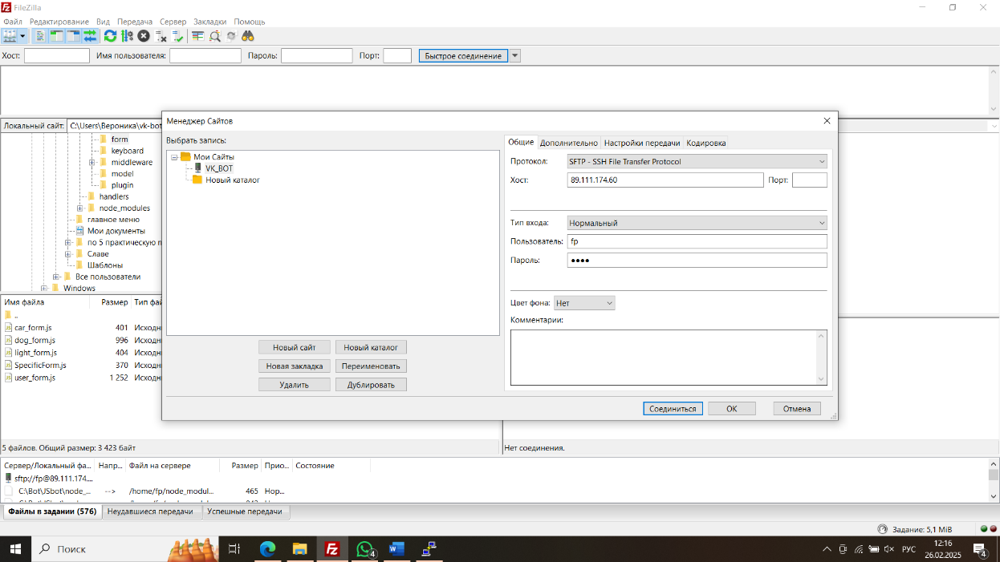 FileZilla
Файл Редактирование Вид Передача Сервер Закладки Помощь
Хост: Имя пользователя: Пароль: Порт: Быстрое соединение
Локальный сайт: C:\Users\Вероника\vk-bot
form
keyboard
middleware
model
plugin
handlers
node_modules
главное меню
Мои документы
по 5 практическую
Славе
Шаблоны
Все пользователи
Windows
Имя файла Размер Тип фай
..
car_form.js 401 Исходн
dog_form.js 996 Исходн
light_form.js 404 Исходн
SpecificForm.js 370 Исходн
user_form.js 1 252 Исходн
5 файлов. Общий размер: 3 423 байт
Менеджер Сайтов
Выбрать запись:
Мои Сайты
VK_BOT
Новый каталог
Новый сайт Новый каталог
Новая закладка Переименовать
Удалить Дублировать
Общие Дополнительно Настройки передачи Кодировка
Протокол: SFTP - SSH File Transfer Protocol
Хост: 89.111.174.60 Порт:
Тип входа: Нормальный
Пользователь: fp
Пароль: ●●●●
Цвет фона: Нет
Комментарии:
Соединиться ОК Отмена
Нет соединения.
Сервер/Локальный фа... Напр... Файл на сервере Размер Прио... Состояние
sftp://fp@89.111.174....
C:\Bot\JSbot\node_... --> /home/fp/node_modul... 465 Нор...
Файлы в задании (576) Неудавшиеся передачи Успешные передачи
Задание: 5,1 MiB
Поиск
4
РУС
12:16
26.02.2025
4